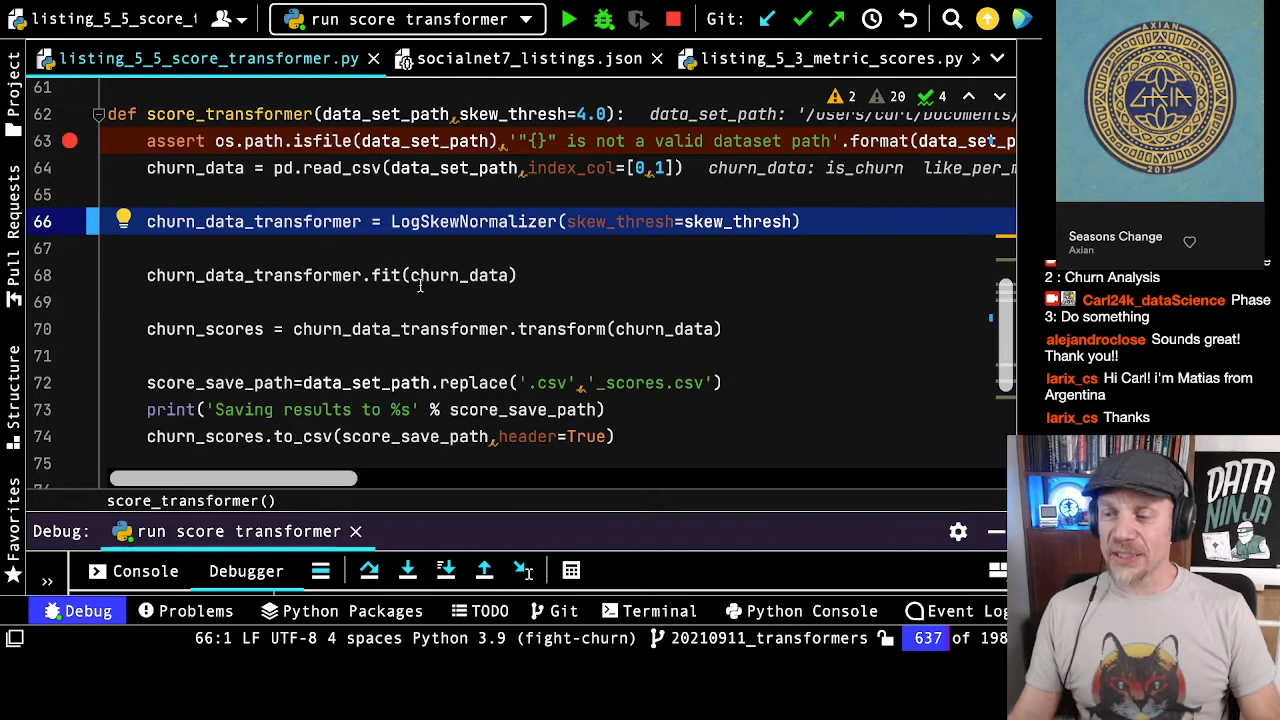 listing_5_5_score_t
run score transformer
Git:
listing_5_5_score_transformer.py
socialnet7_listings.json
listing_5_3_metric_scores.py
Project
Pull Requests
Structure
Favorites
61
62 def score_transformer(data_set_path,skew_thresh=4.0): data_set_path: '/Users/carl/Documents/
2 20 4
63 assert os.path.isfile(data_set_path),'"{}" is not a valid dataset path'.format(data_set_p
64 churn_data = pd.read_csv(data_set_path,index_col=[0,1]) churn_data: is_churn like_per_m
65
66 churn_data_transformer = LogSkewNormalizer(skew_thresh=skew_thresh)
67
68 churn_data_transformer.fit(churn_data)
69
70 churn_scores = churn_data_transformer.transform(churn_data)
71
72 score_save_path=data_set_path.replace('.csv','_scores.csv')
73 print('Saving results to %s' % score_save_path)
74 churn_scores.to_csv(score_save_path,header=True)
75
score_transformer()
Debug: run score transformer
Console Debugger
Debug Problems Python Packages TODO Git Terminal Python Console Event Log
66:1 LF UTF-8 4 spaces Python 3.9 (fight-churn) 20210911_transformers 637 of 198
AXIAN
2017
Seasons Change
Axian
2 : Churn Analysis
Carl24k_dataScience Phase
3: Do something
alejandroclose Sounds great!
Thank you!!
larix_cs Hi Carl! i'm Matias from
Argentina
larix_cs Thanks
DATA
NINJA